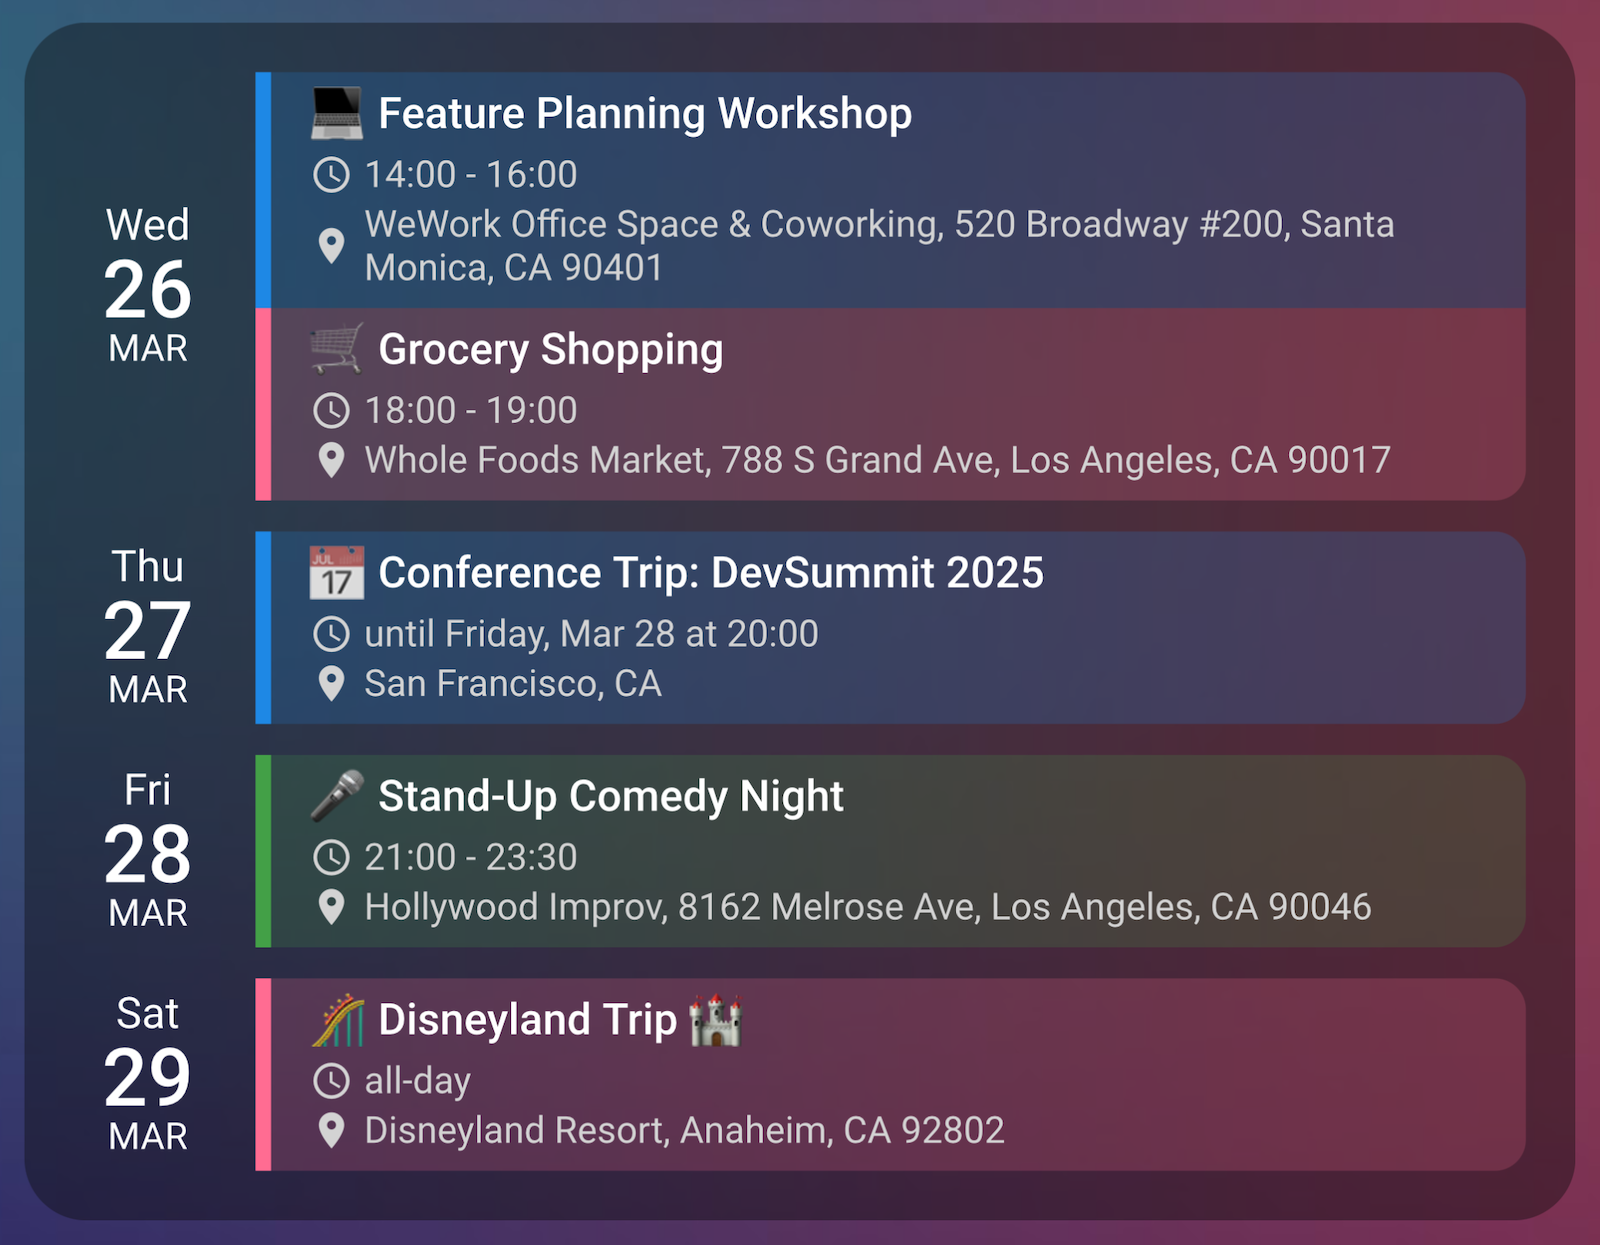 Wed
26
MAR
Feature Planning Workshop
14:00 - 16:00
WeWork Office Space & Coworking, 520 Broadway #200, Santa
Monica, CA 90401
Grocery Shopping
18:00 - 19:00
Whole Foods Market, 788 S Grand Ave, Los Angeles, CA 90017
Thu
27
MAR
JUL
17
Conference Trip: DevSummit 2025
until Friday, Mar 28 at 20:00
San Francisco, CA
Fri
28
MAR
Stand-Up Comedy Night
21:00 - 23:30
Hollywood Improv, 8162 Melrose Ave, Los Angeles, CA 90046
Sat
29
MAR
Disneyland Trip
all-day
Disneyland Resort, Anaheim, CA 92802